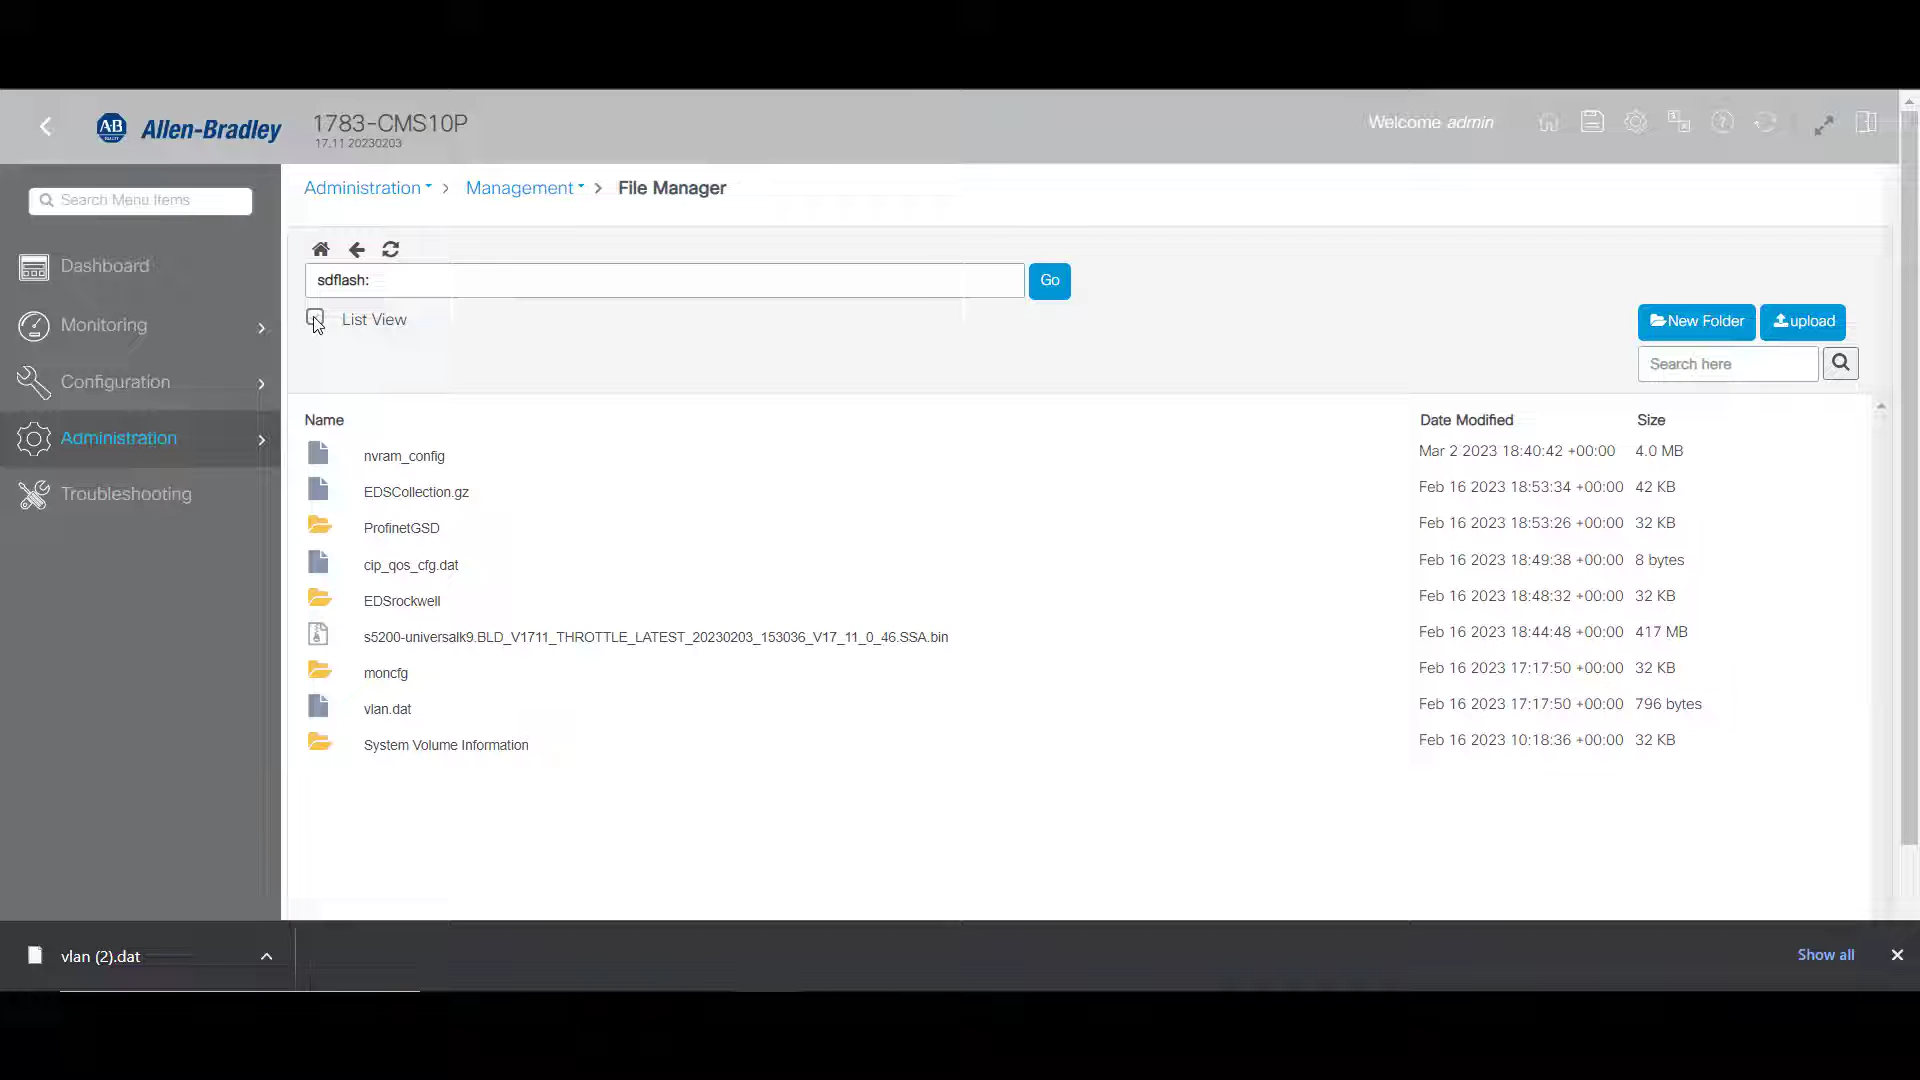 AB Allen-Bradley
1783-CMS10P
17.11 20230203
Welcome admin
Search Menu Items
Dashboard
Monitoring
Configuration
Administration
Troubleshooting
Administration > Management > File Manager
sdflash:
Go
List View
New Folder
upload
Search here
Name Date Modified Size
nvram_config Mar 2 2023 18:40:42 +00:00 4.0 MB
EDSCollection.gz Feb 16 2023 18:53:34 +00:00 42 KB
ProfinetGSD Feb 16 2023 18:53:26 +00:00 32 KB
cip_qos_cfg.dat Feb 16 2023 18:49:38 +00:00 8 bytes
EDSrockwell Feb 16 2023 18:48:32 +00:00 32 KB
s5200-universalk9.BLD_V1711_THROTTLE_LATEST_20230203_153036_V17_11_0_46.SSA.bin Feb 16 2023 18:44:48 +00:00 417 MB
moncfg Feb 16 2023 17:17:50 +00:00 32 KB
vlan.dat Feb 16 2023 17:17:50 +00:00 796 bytes
System Volume Information Feb 16 2023 10:18:36 +00:00 32 KB
vlan (2).dat
Show all